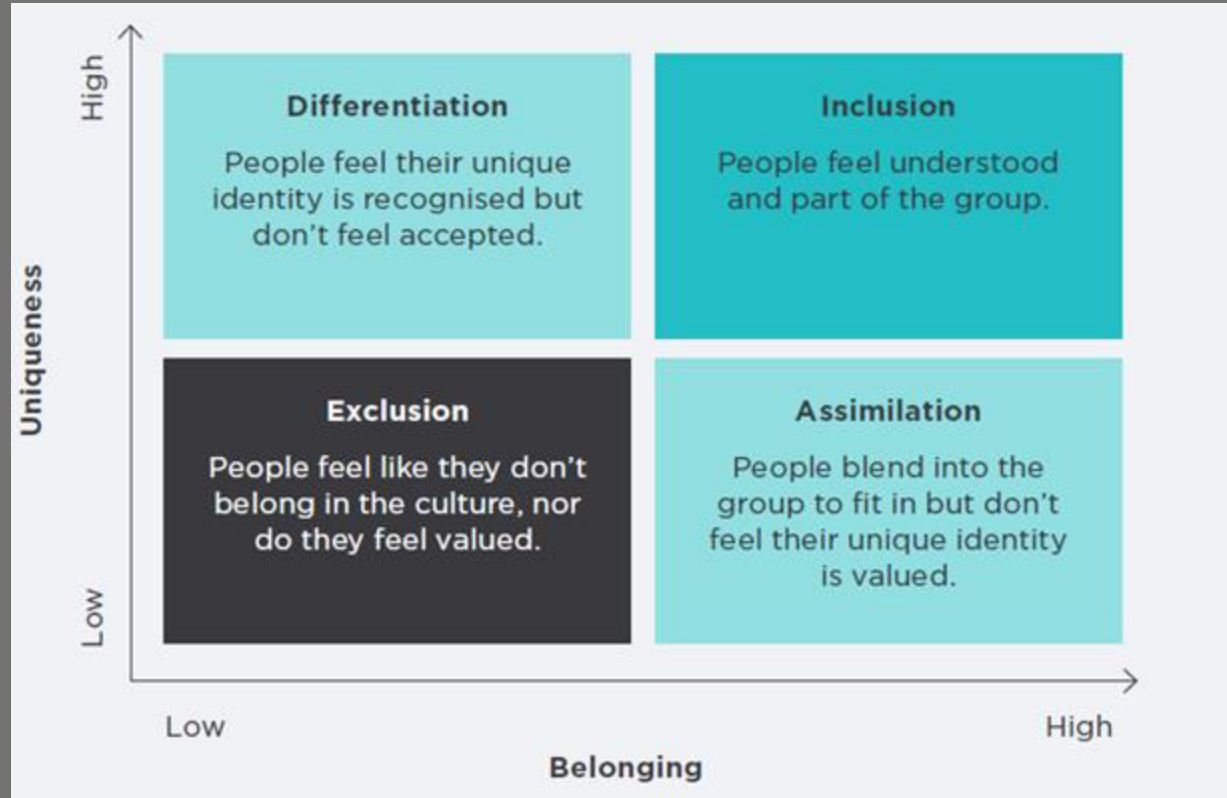 High
Differentiation
People feel their unique
identity is recognised but
don't feel accepted.
Inclusion
People feel understood
and part of the group.
Uniqueness
Exclusion
People feel like they don't
belong in the culture, nor
do they feel valued.
Assimilation
People blend into the
group to fit in but don't
feel their unique identity
is valued.
Low
Low
High
Belonging